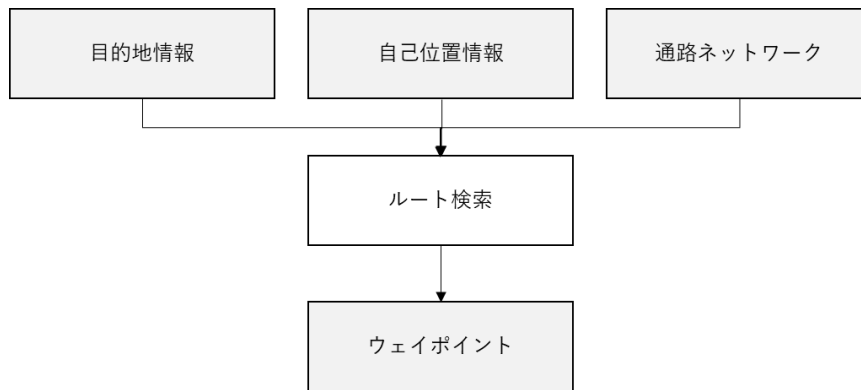 目的地情報
自己位置情報
通路ネットワーク
ルート検索
ウェイポイント